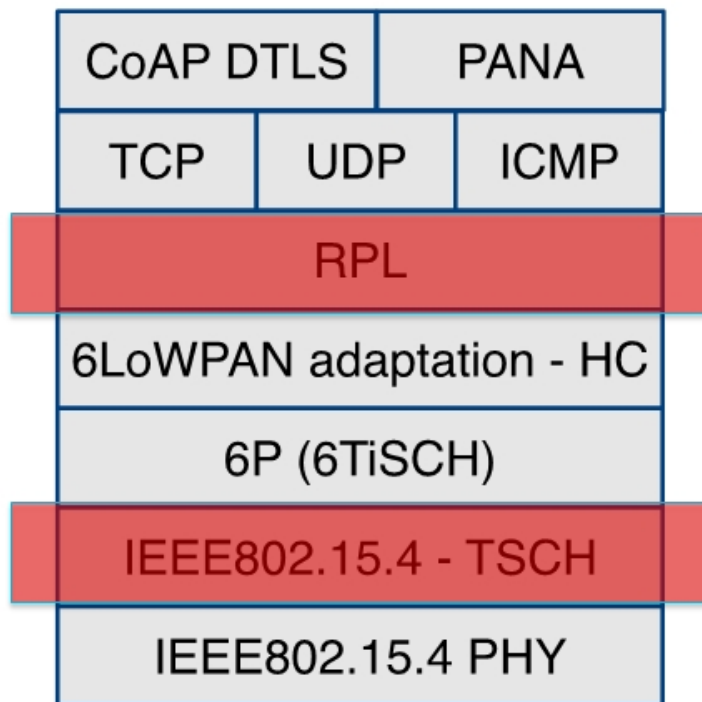 CoAP DTLS PANA
TCP UDP ICMP
RPL
6LoWPAN adaptation - HC
6P (6TiSCH)
IEEE802.15.4 - TSCH
IEEE802.15.4 PHY